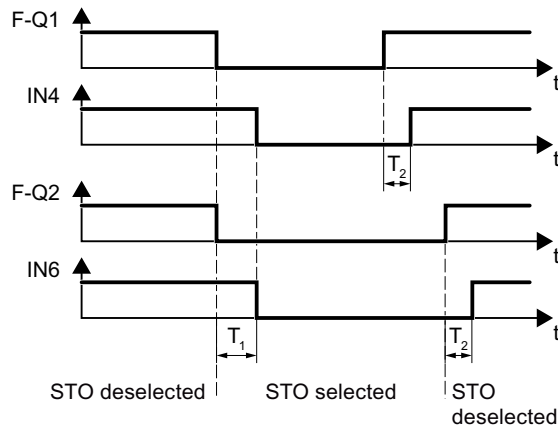 F-Q1
t
IN4
t
T2
F-Q2
t
IN6
t
T1
T2
STO deselected
STO selected
STO
deselected